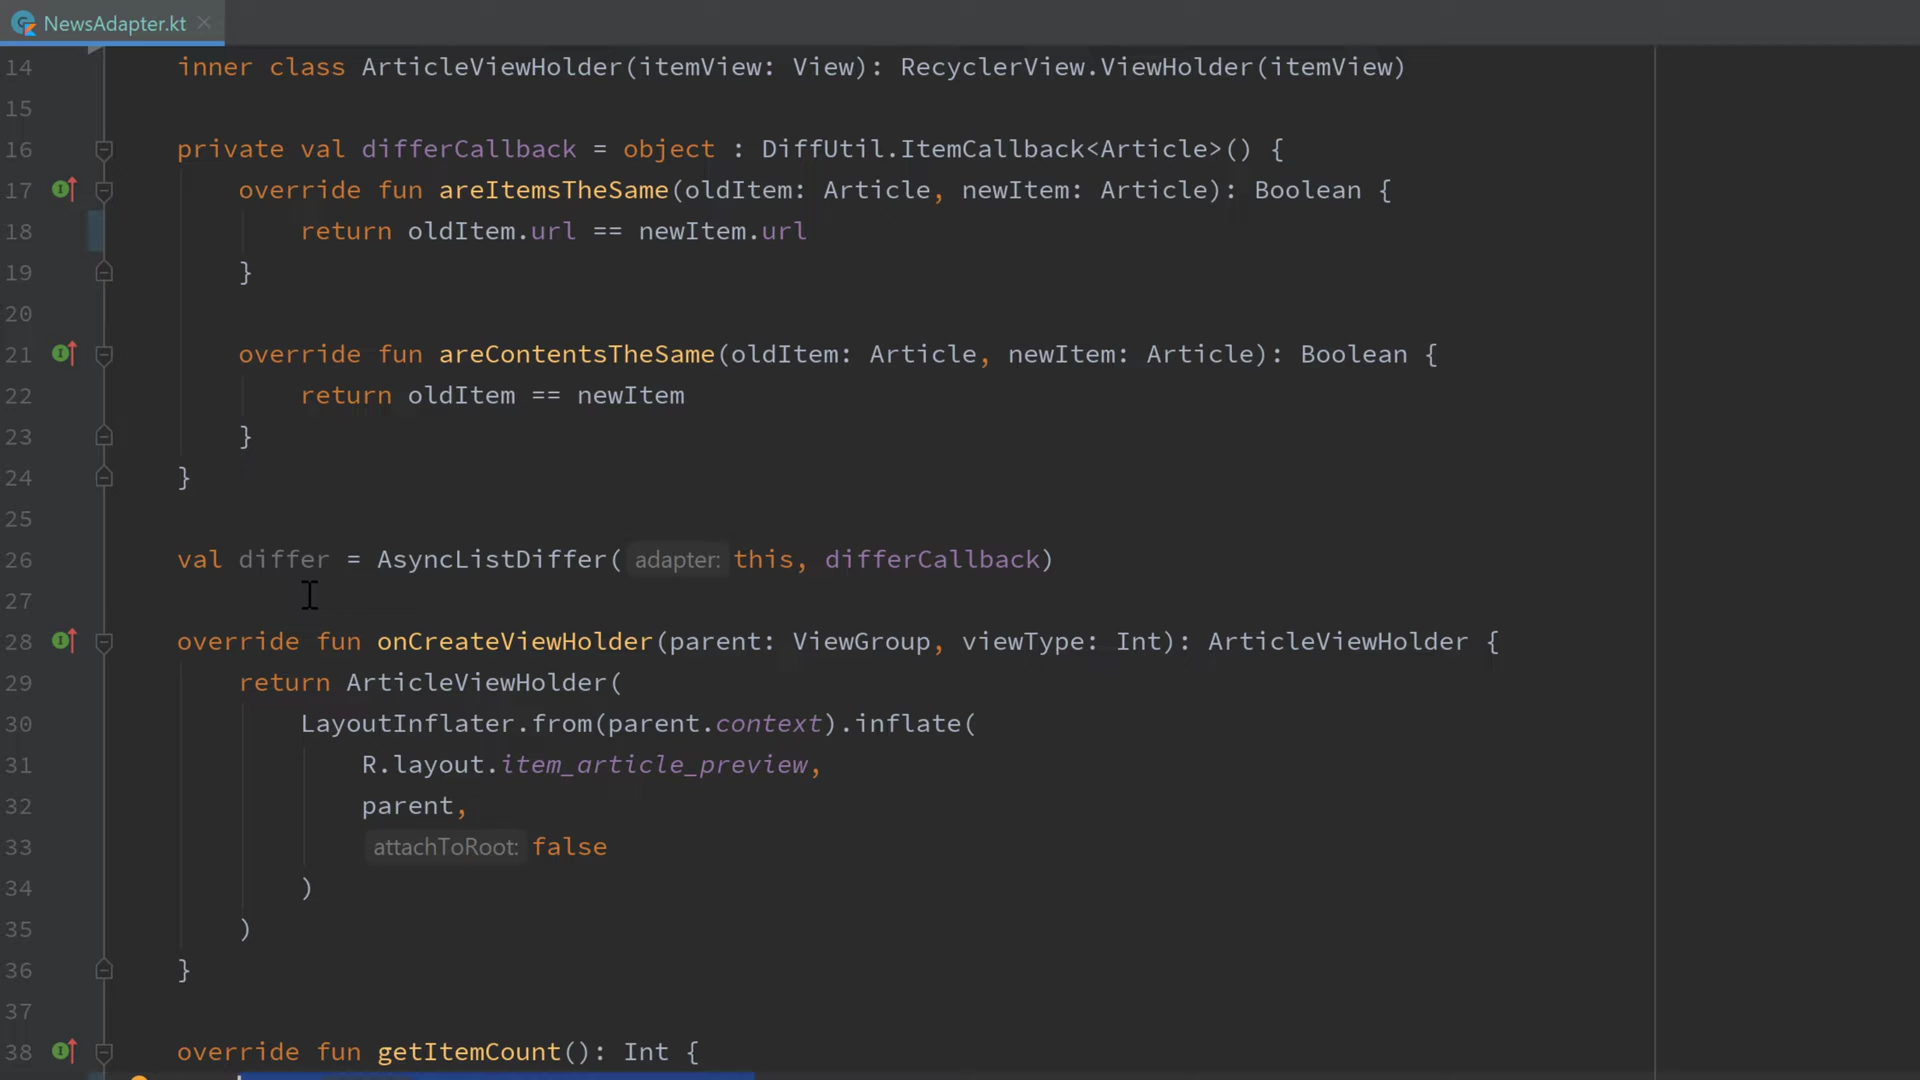 NewsAdapter.kt
14 inner class ArticleViewHolder(itemView: View): RecyclerView.ViewHolder(itemView)
15
16 private val differCallback = object : DiffUtil.ItemCallback<Article>() {
17 override fun areItemsTheSame(oldItem: Article, newItem: Article): Boolean {
18 return oldItem.url == newItem.url
19 }
20
21 override fun areContentsTheSame(oldItem: Article, newItem: Article): Boolean {
22 return oldItem == newItem
23 }
24 }
25
26 val differ = AsyncListDiffer( adapter: this, differCallback)
27
28 override fun onCreateViewHolder(parent: ViewGroup, viewType: Int): ArticleViewHolder {
29 return ArticleViewHolder(
30 LayoutInflater.from(parent.context).inflate(
31 R.layout.item_article_preview,
32 parent,
33 attachToRoot: false
34 )
35 )
36 }
37
38 override fun getItemCount(): Int {